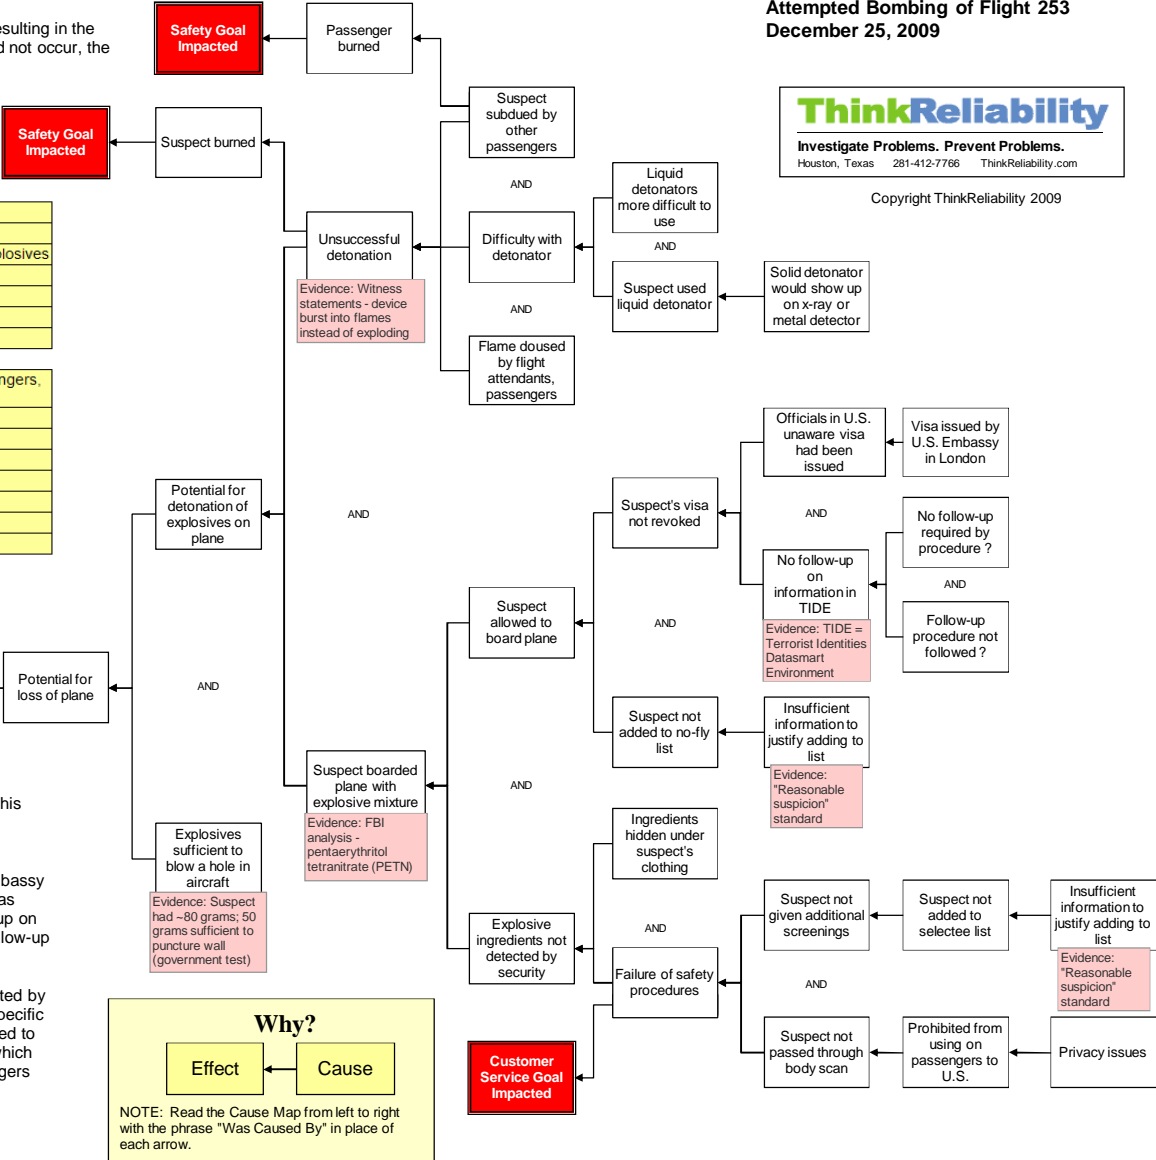 Attempted Bombing of Flight 253
December 25, 2009
ThinkReliability
Investigate Problems. Prevent Problems.
Houston, Texas 281-412-7766 ThinkReliability.com
Copyright ThinkReliability 2009
esulting in the
d not occur, the
Safety Goal
Impacted
Passenger
burned
Safety Goal
Impacted
Suspect burned
Suspect
subdued by
other
passengers
AND
Liquid
detonators
more difficult to
use
Unsuccessful
detonation
Evidence: Witness
statements - device
burst into flames
instead of exploding
Difficulty with
detonator
AND
Suspect used
liquid detonator
Solid detonator
would show up
on x-ray or
metal detector
AND
Flame doused
by flight
attendants,
passengers
plosives
ngers,
Potential for
detonation of
explosives on
plane
AND
Suspect's visa
not revoked
Officials in U.S.
unaware visa
had been
issued
Visa issued by
U.S. Embassy
in London
AND
No follow-up
required by
procedure ?
No follow-up
on
information in
TIDE
Evidence: TIDE =
Terrorist Identities
Datasmart
Environment
AND
Follow-up
procedure not
followed ?
Suspect
allowed to
board plane
AND
Potential for
loss of plane
AND
Suspect not
added to no-fly
list
Insufficient
information to
justify adding to
list
Evidence:
"Reasonable
suspicion"
standard
Suspect boarded
plane with
explosive mixture
Evidence: FBI
analysis -
pentaerythritol
tetranitrate (PETN)
AND
Ingredients
hidden under
suspect's
clothing
Explosives
sufficient to
blow a hole in
aircraft
Evidence: Suspect
had ~80 grams; 50
grams sufficient to
puncture wall
(government test)
Explosive
ingredients not
detected by
security
AND
Failure of safety
procedures
Suspect not
given additional
screenings
Suspect not
added to
selectee list
Insufficient
information to
justify adding to
list
Evidence:
"Reasonable
suspicion"
standard
AND
Suspect not
passed through
body scan
Prohibited from
using on
passengers to
U.S.
Privacy issues
Customer
Service Goal
Impacted
his
bassy
as
up on
low-up
ted by
pecific
ed to
which
gers
Why?
Effect
Cause
NOTE: Read the Cause Map from left to right
with the phrase "Was Caused By" in place of
each arrow.